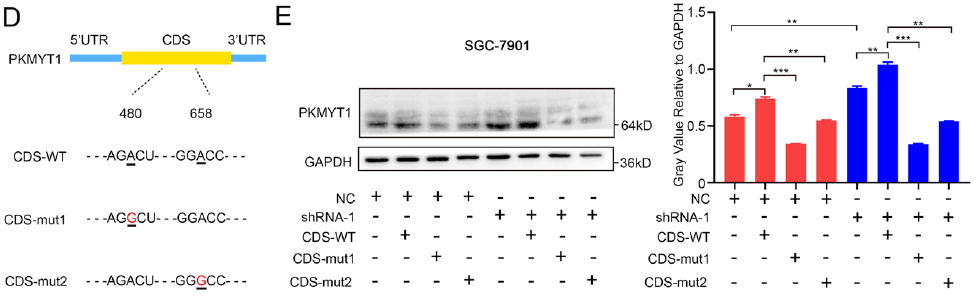 D
5'UTR CDS 3'UTR
PKMYT1
480 658
CDS-WT ---AGACU---GGACC---
CDS-mut1 ---AGGCU---GGACC---
CDS-mut2 ---AGACU---GGGCC---
E
SGC-7901
PKMYT1
64kD
GAPDH
36kD
NC + + + + - - - -
shRNA-1 - - - - + + + +
CDS-WT - + - - - + - -
CDS-mut1 - - + - - - + -
CDS-mut2 - - - + - - - +
Gray Value Relative to GAPDH
1.5
1.0
0.5
0
** ** *** ** ** *** *
NC + + + + - - - -
shRNA-1 - - - - + + + +
CDS-WT - + - - - + - -
CDS-mut1 - - + - - - + -
CDS-mut2 - - - + - - - +